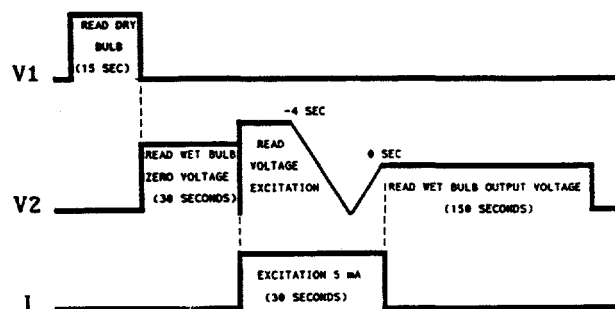 READ DRY
BULB
(15 SEC)
V1
-4 SEC
READ WET BULB
ZERO VOLTAGE
(30 SECONDS)
READ
VOLTAGE
EXCITATION
0 SEC
READ WET BULB OUTPUT VOLTAGE
(150 SECONDS)
V2
EXCITATION 5 mA
(30 SECONDS)
I